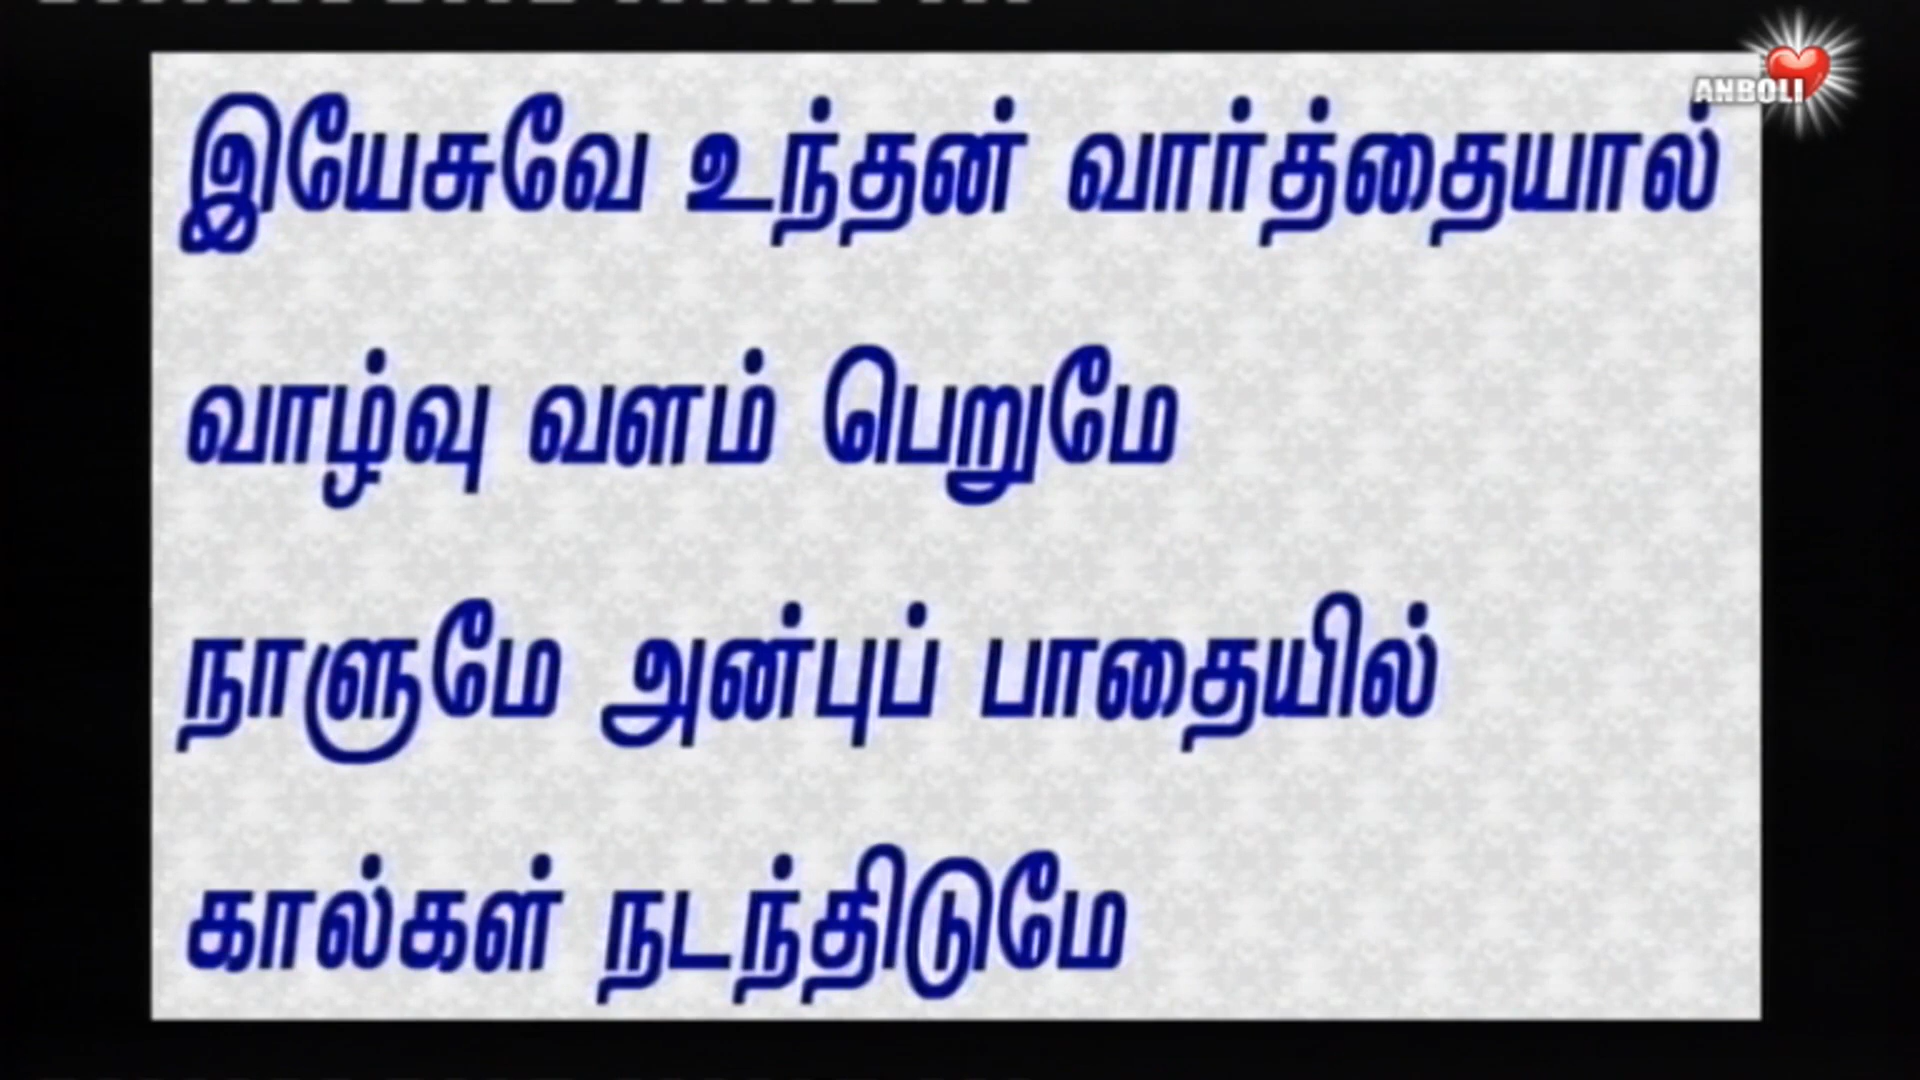 ANBOLI
இயேசுவே உந்தன் வார்த்தையால்
வாழ்வு வளம் பெறுமே
நாளுமே அன்புப் பாதையில்
கால்கள் நடந்திடுமே